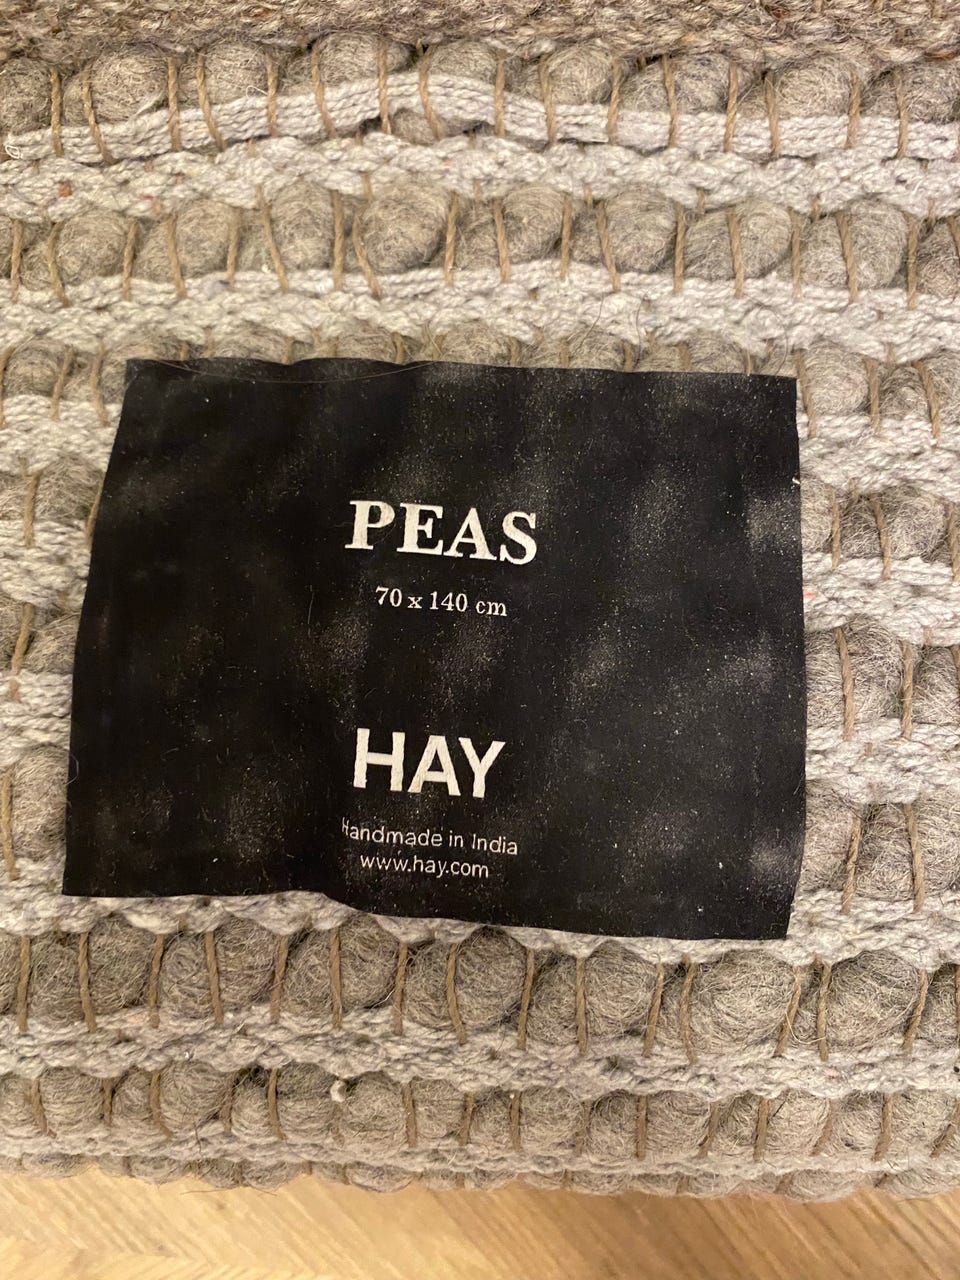 PEAS
70 x 140 cm
HAY
Handmade in India
www.hay.com